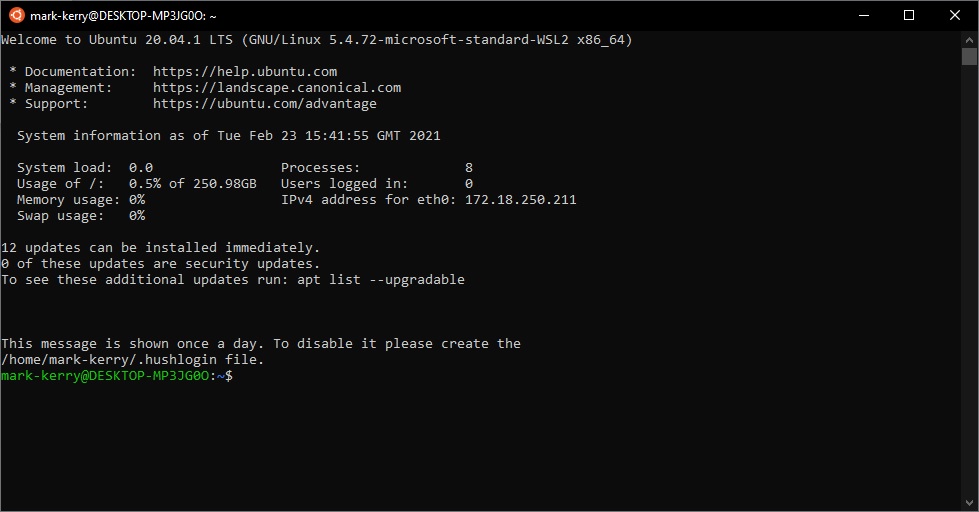 mark-kerry@DESKTOP-MP3JG0O: ~
Welcome to Ubuntu 20.04.1 LTS (GNU/Linux 5.4.72-microsoft-standard-WSL2 x86_64)
* Documentation:  https://help.ubuntu.com
* Management:     https://landscape.canonical.com
* Support:        https://ubuntu.com/advantage
System information as of Tue Feb 23 15:41:55 GMT 2021
System load:  0.0                Processes:             8
Usage of /:   0.5% of 250.98GB   Users logged in:       0
Memory usage: 0%                 IPv4 address for eth0: 172.18.250.211
Swap usage:   0%
12 updates can be installed immediately.
0 of these updates are security updates.
To see these additional updates run: apt list --upgradable
This message is shown once a day. To disable it please create the
/home/mark-kerry/.hushlogin file.
mark-kerry@DESKTOP-MP3JG0O:~$